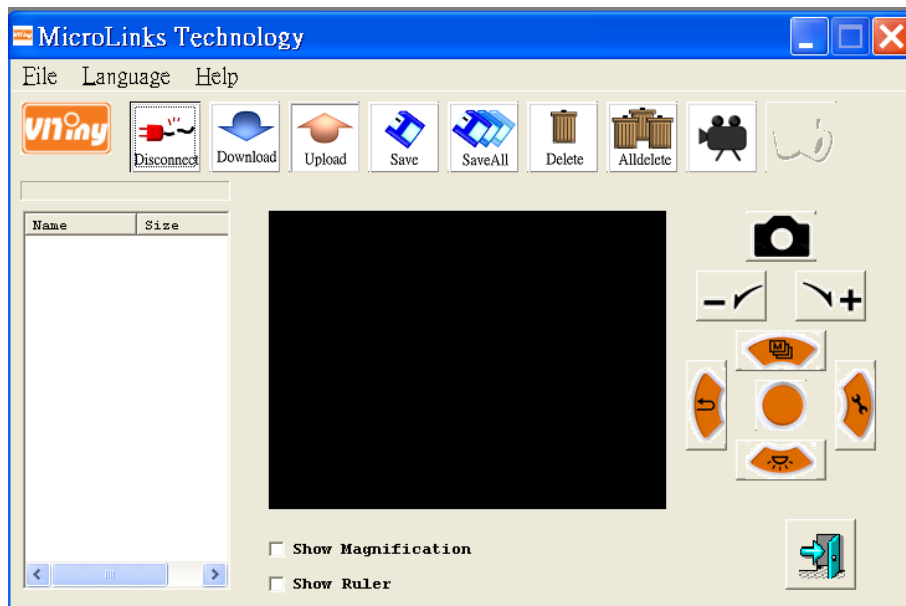 MicroLinks Technology
File Language Help
VITiny
Disconnect Download Upload Save SaveAll Delete Alldelete
Name Size
M
Show Magnification
Show Ruler